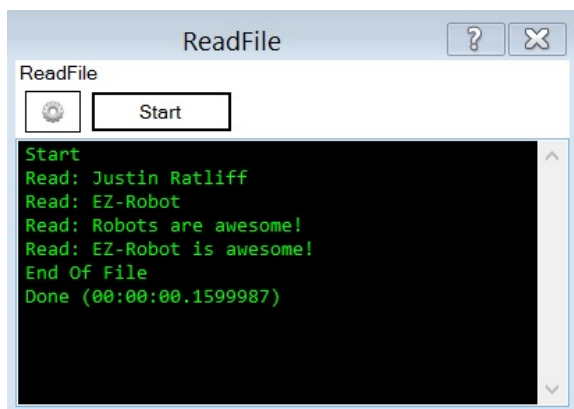 ReadFile
?
ReadFile
Start
Start
Read: Justin Ratliff
Read: EZ-Robot
Read: Robots are awesome!
Read: EZ-Robot is awesome!
End Of File
Done (00:00:00.1599987)